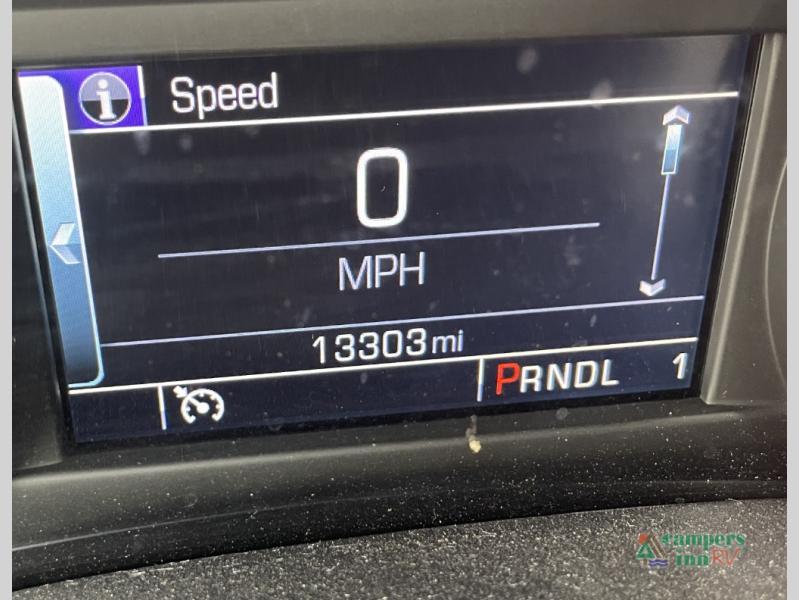 i Speed
0
MPH
13303 mi
PRNDL 1
campers
inn RV